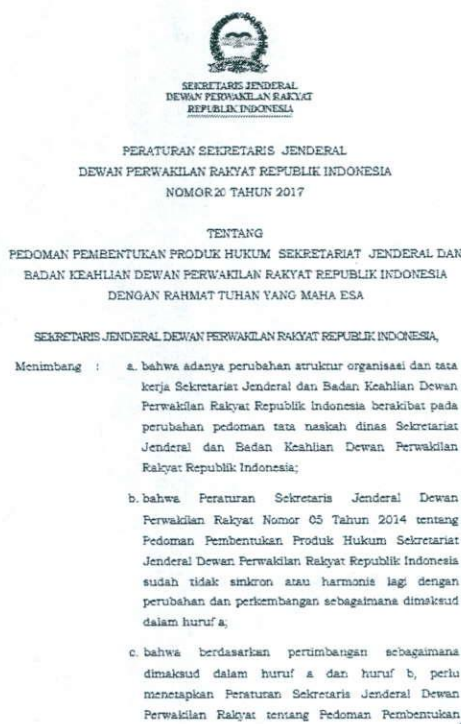 SEKRETARIS JENDERAL
DEWAN PERWAKILAN RAKYAT
REPUBLIK INDONESIA
PERATURAN SEKRETARIS JENDERAL
DEWAN PERWAKILAN RAKYAT REPUBLIK INDONESIA
NOMOR 20 TAHUN 2017
TENTANG
PEDOMAN PEMBENTUKAN PRODUK HUKUM SEKRETARIAT JENDERAL DAN
BADAN KEAHLIAN DEWAN PERWAKILAN RAKYAT REPUBLIK INDONESIA
DENGAN RAHMAT TUHAN YANG MAHA ESA
SEKRETARIS JENDERAL DEWAN PERWAKILAN RAKYAT REPUBLIK INDONESIA,
Menimbang : a. bahwa adanya perubahan struktur organisasi dan tata
kerja Sekretariat Jenderal dan Badan Keahlian Dewan
Perwakilan Rakyat Republik Indonesia berakibat pada
perubahan pedoman tata naskah dinas Sekretariat
Jenderal dan Badan Keahlian Dewan Perwakilan
Rakyat Republik Indonesia;
b. bahwa Peraturan Sekretaris Jenderal Dewan
Perwakilan Rakyat Nomor 05 Tahun 2014 tentang
Pedoman Pembentukan Produk Hukum Sekretariat
Jenderal Dewan Perwakilan Rakyat Republik Indonesia
sudah tidak sinkron atau harmonis lagi dengan
perubahan dan perkembangan sebagaimana dimaksud
dalam huruf a;
c. bahwa berdasarkan pertimbangan sebagaimana
dimaksud dalam huruf a dan huruf b, perlu
menetapkan Peraturan Sekretaris Jenderal Dewan
Perwakilan Rakyat tentang Pedoman Pembentukan